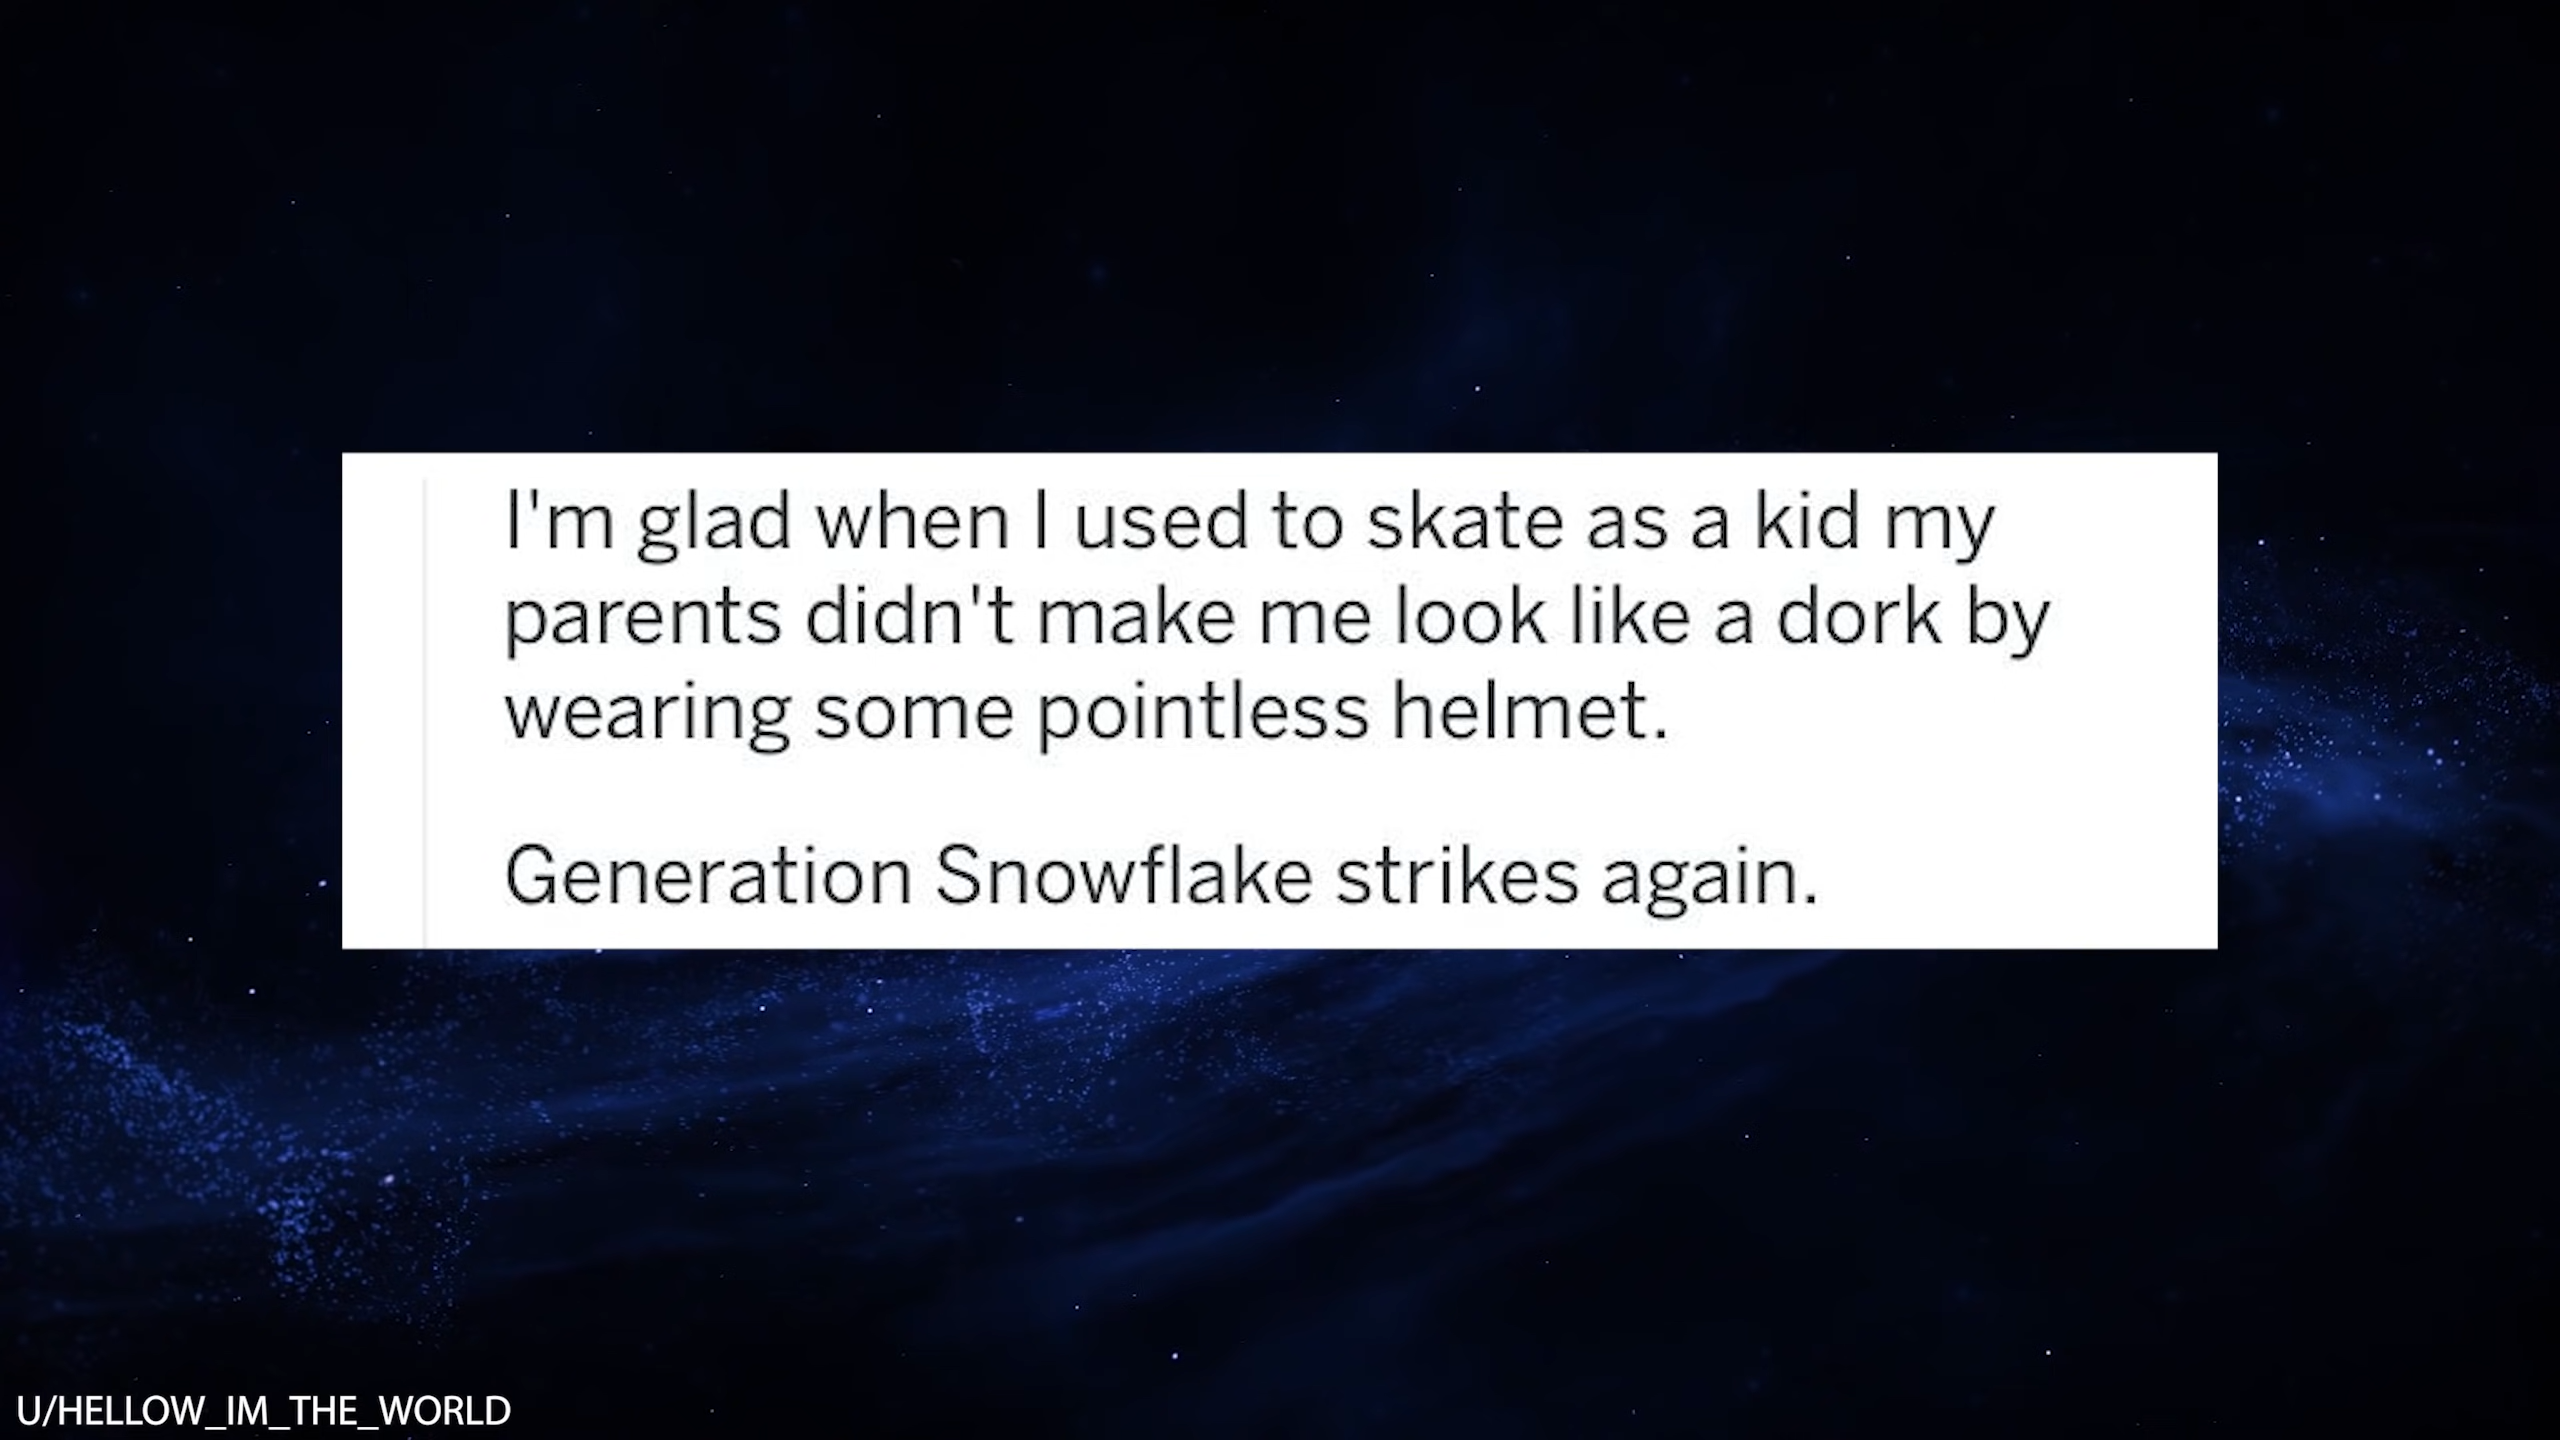 I'm glad when I used to skate as a kid my
parents didn't make me look like a dork by
wearing some pointless helmet.
Generation Snowflake strikes again.
U/HELLOW_IM_THE_WORLD